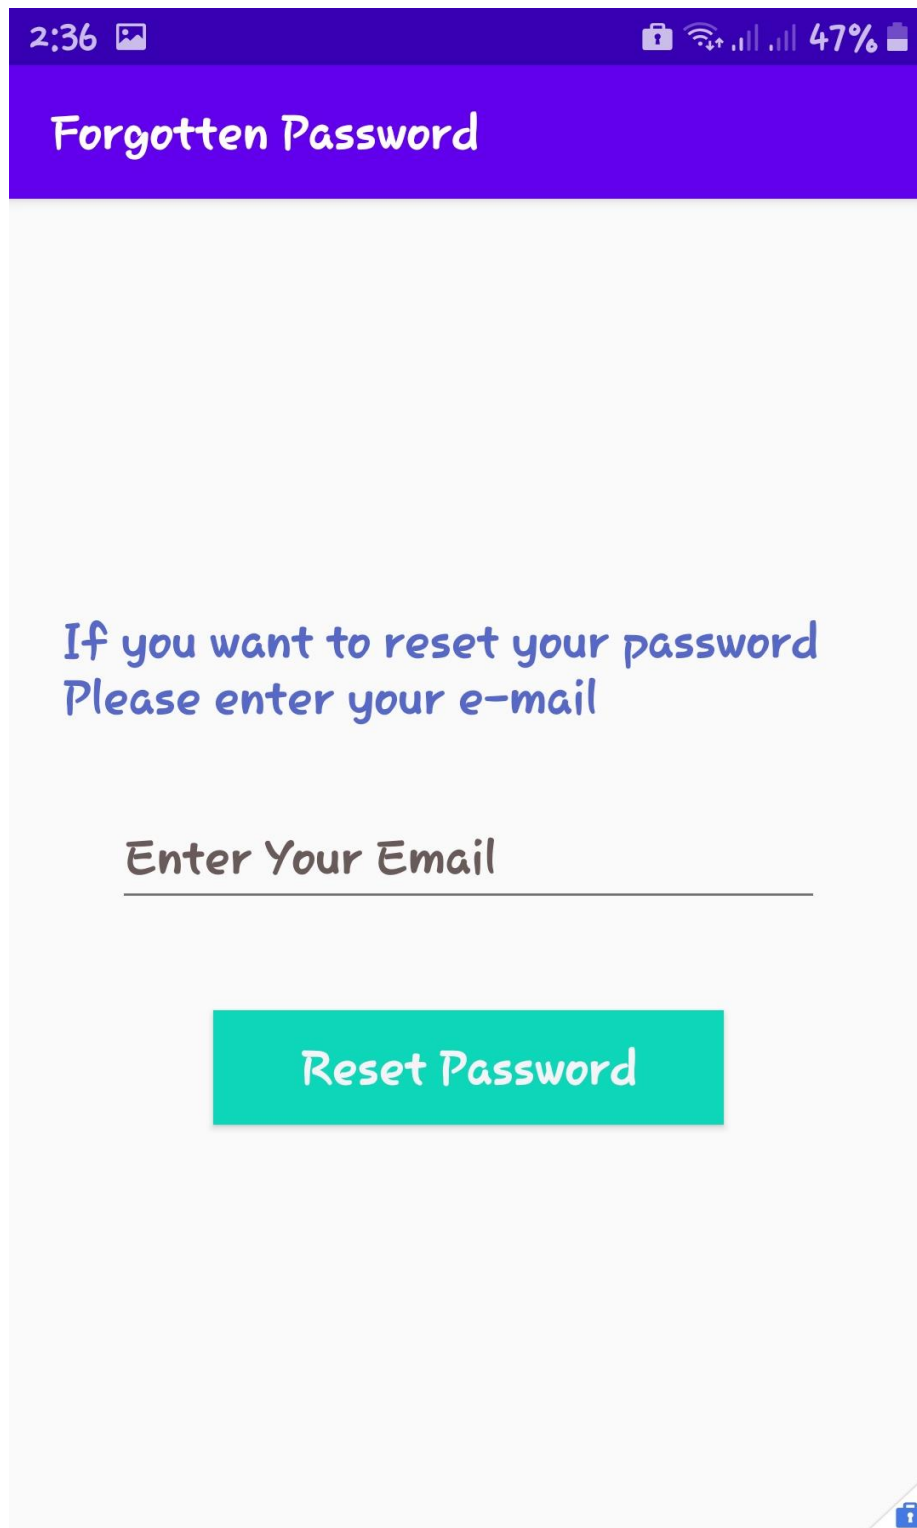 2:36 47%
Forgotten Password
If you want to reset your password
Please enter your e-mail
Enter Your Email
Reset Password